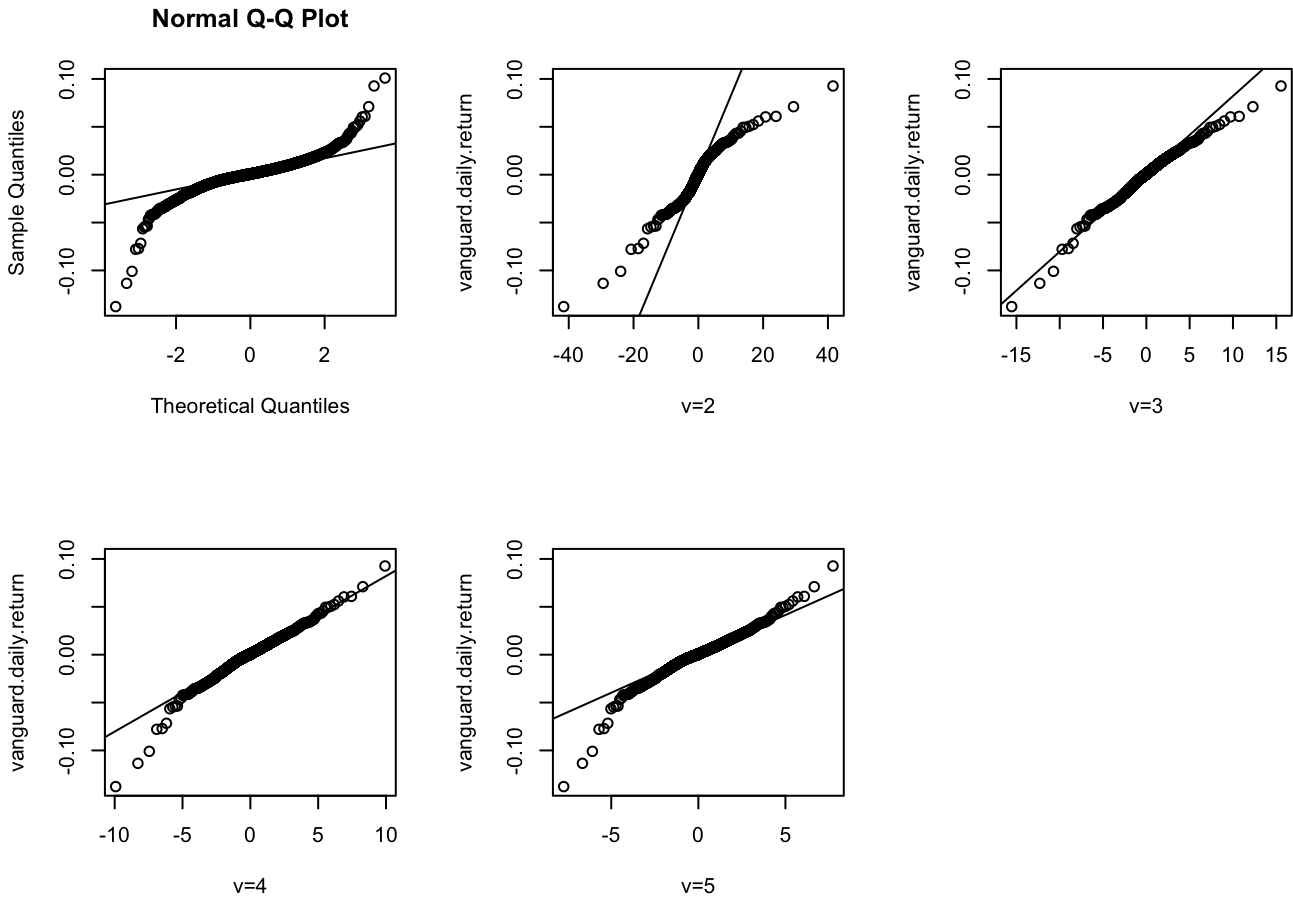 Normal Q-Q Plot
Sample Quantiles
0.10
0.00
-0.10
-2 0 2
Theoretical Quantiles
vanguard.daily.return
0.10
0.00
-0.10
-40 -20 0 20 40
v=2
vanguard.daily.return
0.10
0.00
-0.10
-15 -5 0 5 10 15
v=3
vanguard.daily.return
0.10
0.00
-0.10
-10 -5 0 5 10
v=4
vanguard.daily.return
0.10
0.00
-0.10
-5 0 5
v=5